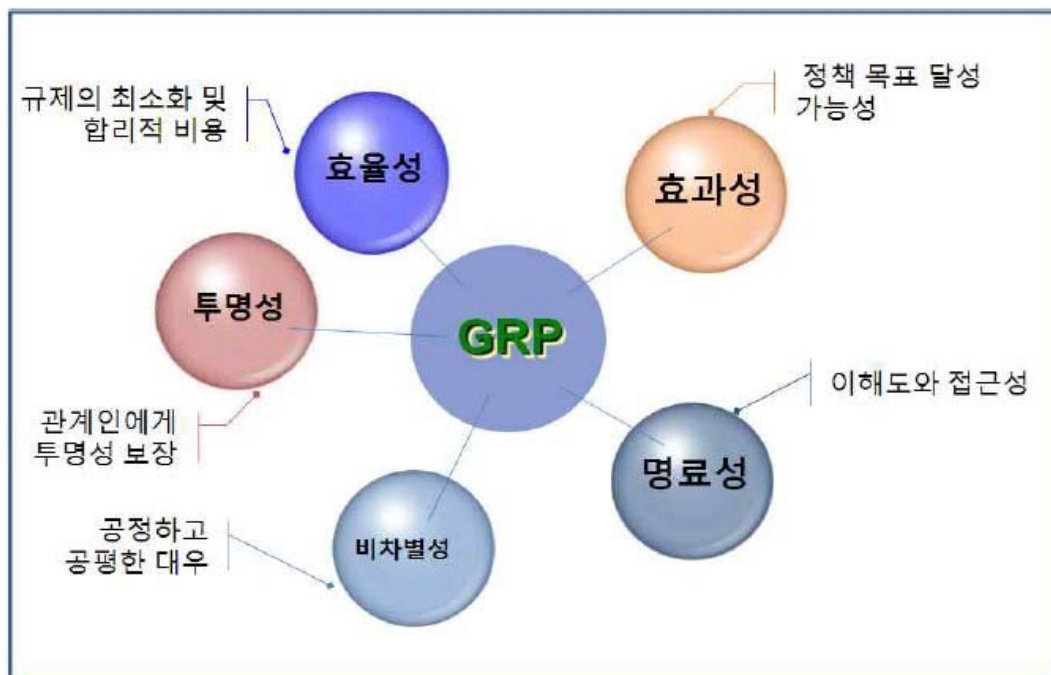 규제의 최소화 및
합리적 비용
효율성
정책 목표 달성
가능성
효과성
투명성
관계인에게
투명성 보장
GRP
이해도와 접근성
명료성
공정하고
공평한 대우
비차별성